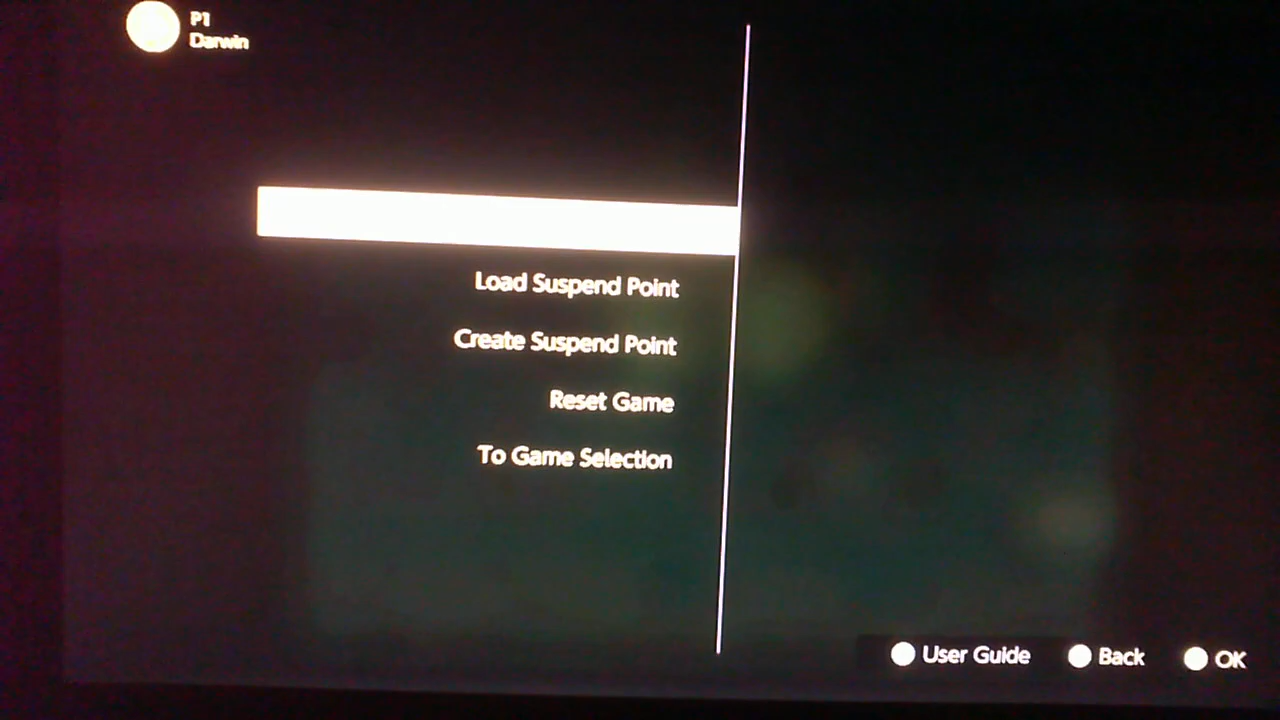 P1
Darwin
Load Suspend Point
Create Suspend Point
Reset Game
To Game Selection
User Guide
Back
OK